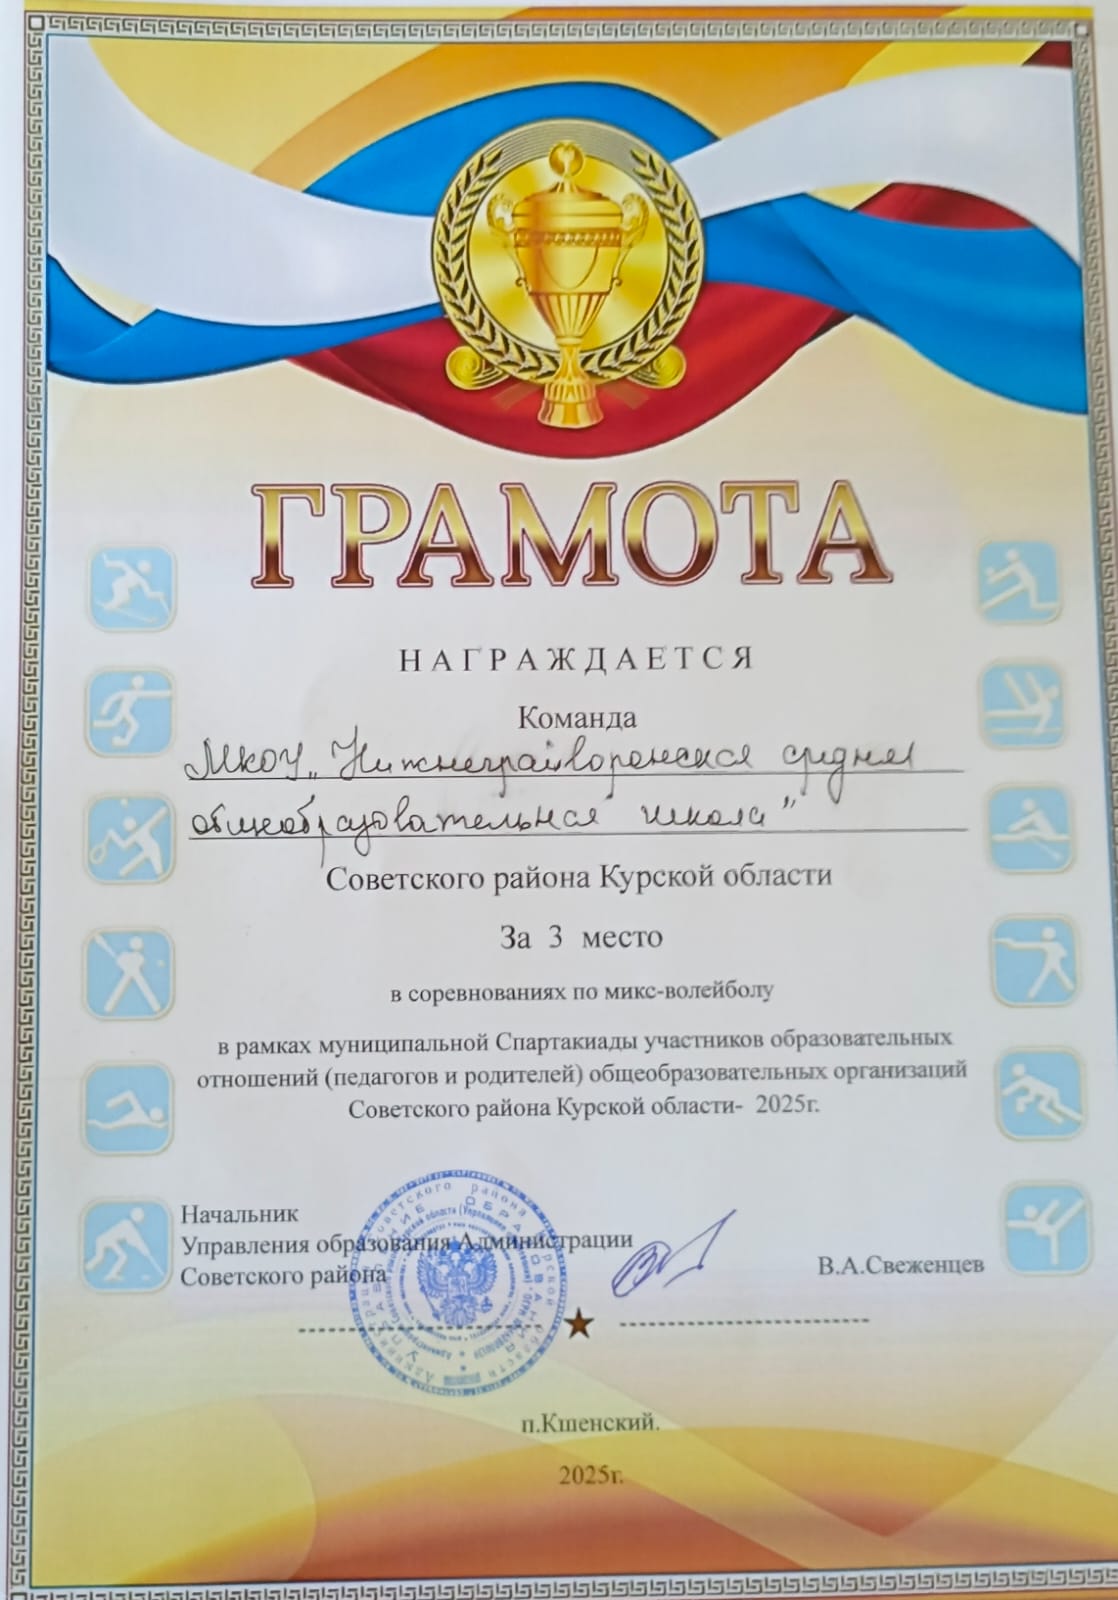 ГРАМОТА
НАГРАЖДАЕТСЯ
Команда
МКОУ „Нижнеграйворонская средняя
общеобразовательная школа”
Советского района Курской области
За 3 место
в соревнованиях по микс-волейболу
в рамках муниципальной Спартакиады участников образовательных
отношений (педагогов и родителей) общеобразовательных организаций
Советского района Курской области- 2025г.
Начальник
Управления образования Администрации
Советского района
В.А.Свеженцев
п.Кшенский.
2025г.